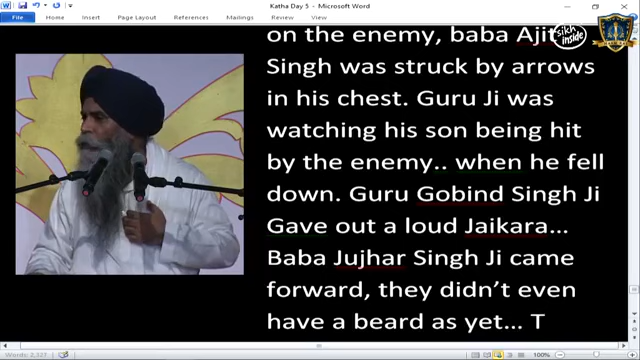 Katha Day 5 - Microsoft Word
File
Home
Insert
Page Layout
References
Mailings
Review
View
sikh inside
on the enemy, baba Ajit
Singh was struck by arrows
in his chest. Guru Ji was
watching his son being hit
by the enemy.. when he fell
down. Guru Gobind Singh Ji
Gave out a loud Jaikara...
Baba Jujhar Singh Ji came
forward, they didn't even
have a beard as yet... T
Words: 2,327
100%